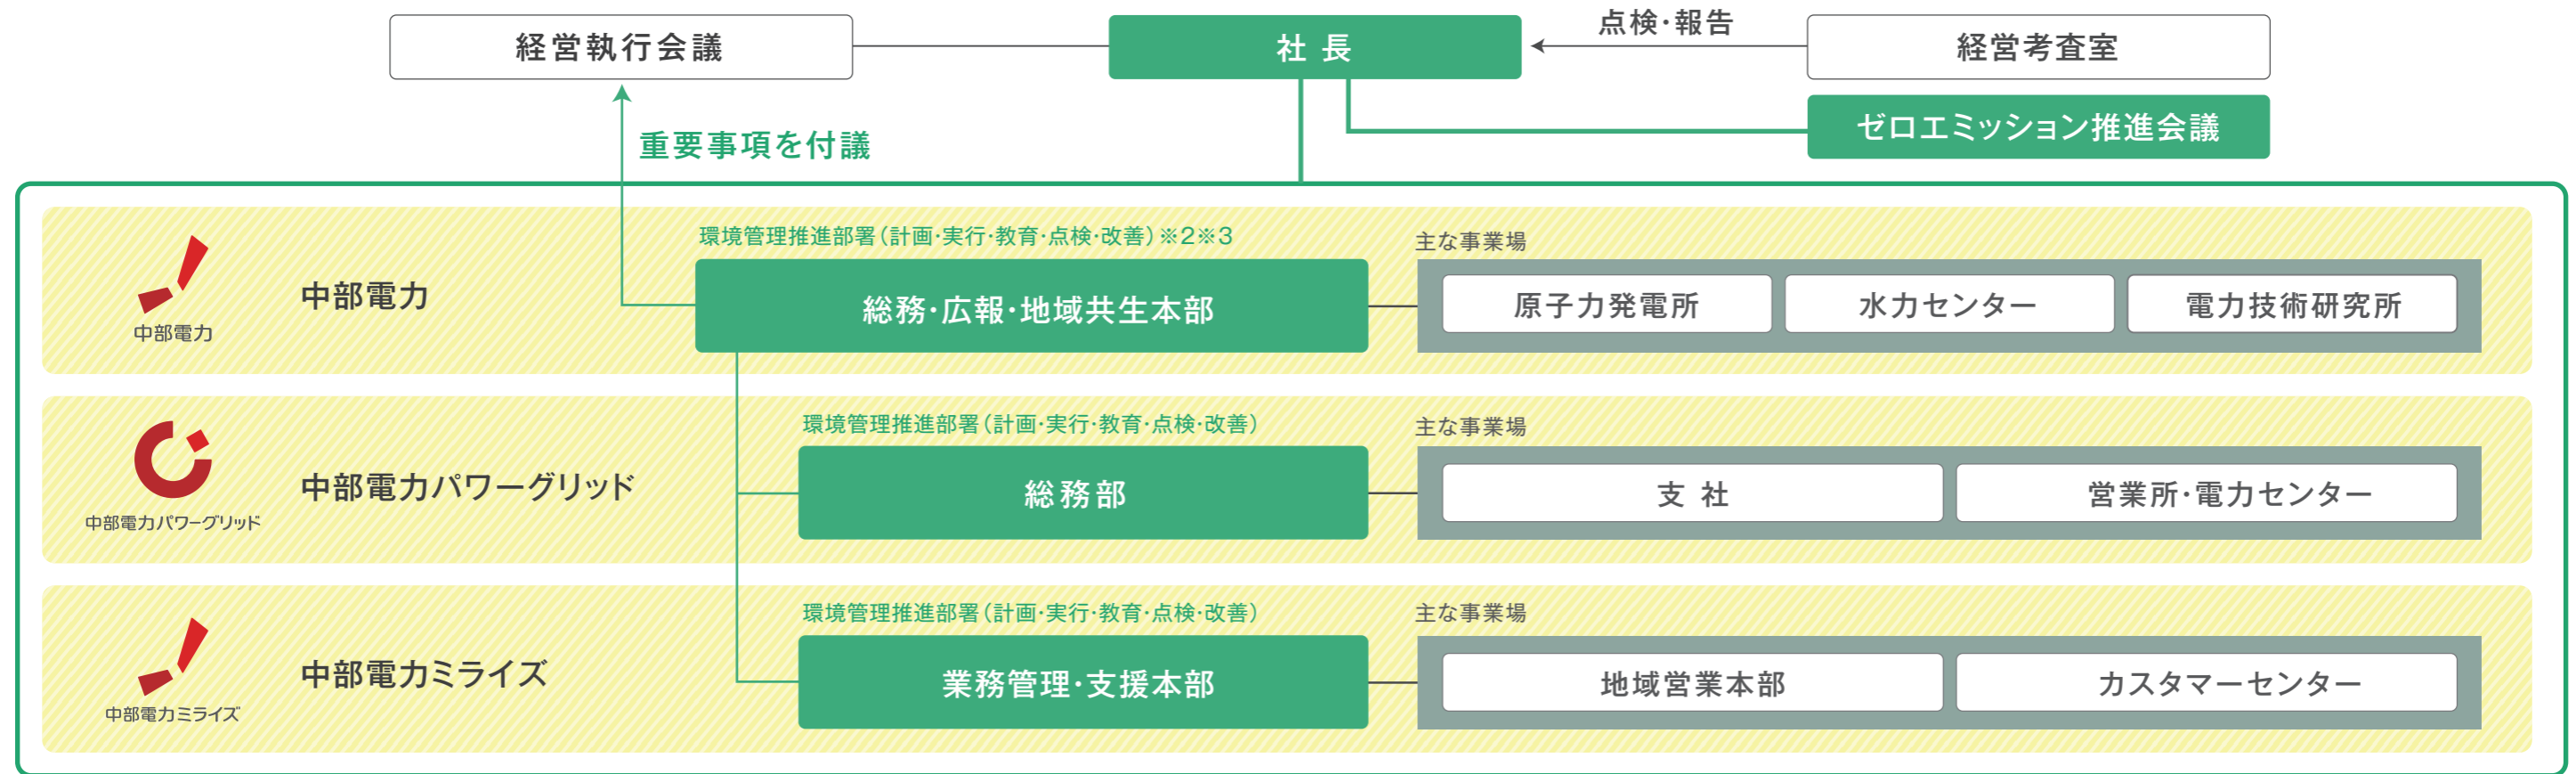 経営執行会議
社 長
点検・報告
経営考査室
ゼロエミッション推進会議
重要事項を付議
中部電力
中部電力
環境管理推進部署(計画・実行・教育・点検・改善)※2※3
総務・広報・地域共生本部
主な事業場
原子力発電所
水力センター
電力技術研究所
中部電力パワーグリッド
中部電力パワーグリッド
環境管理推進部署(計画・実行・教育・点検・改善)
総務部
主な事業場
支 社
営業所・電力センター
中部電力ミライズ
中部電力ミライズ
環境管理推進部署(計画・実行・教育・点検・改善)
業務管理・支援本部
主な事業場
地域営業本部
カスタマーセンター